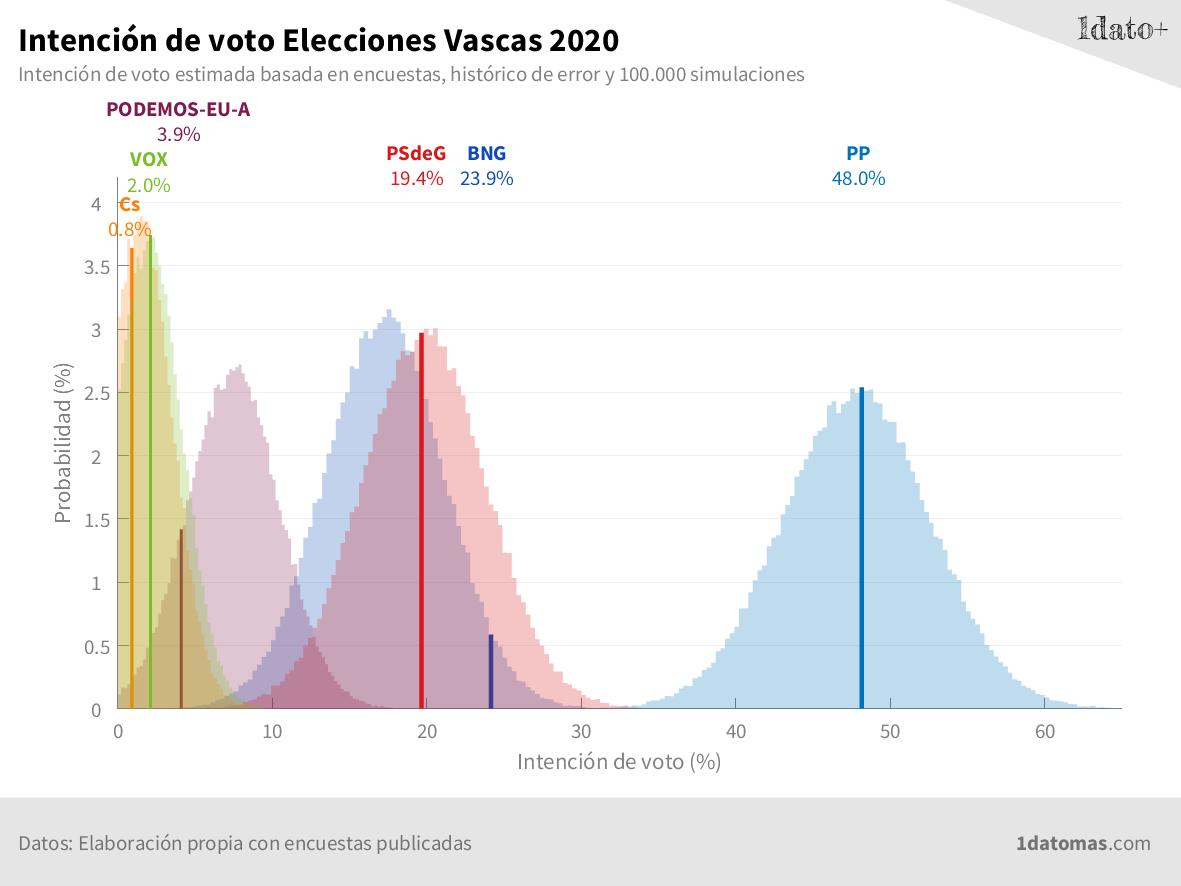 Intención de voto Elecciones Vascas 2020
1dato+
Intención de voto estimada basada en encuestas, histórico de error y 100.000 simulaciones
PODEMOS-EU-A
3.9%
VOX
2.0%
Cs
0.8%
PSdeG
19.4%
BNG
23.9%
PP
48.0%
4
3.5
3
2.5
2
1.5
1
0.5
0
Probabilidad (%)
0 10 20 30 40 50 60
Intención de voto (%)
Datos: Elaboración propia con encuestas publicadas
1datomas.com